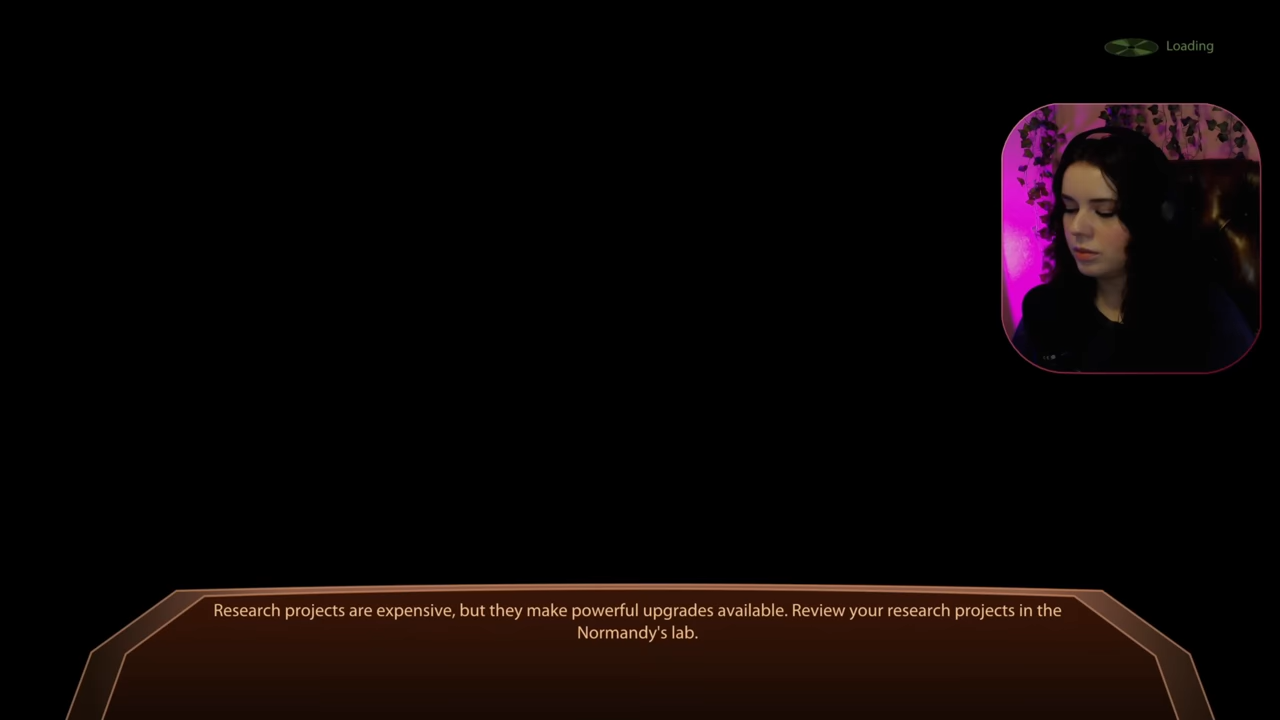 Loading
Research projects are expensive, but they make powerful upgrades available. Review your research projects in the
Normandy's lab.